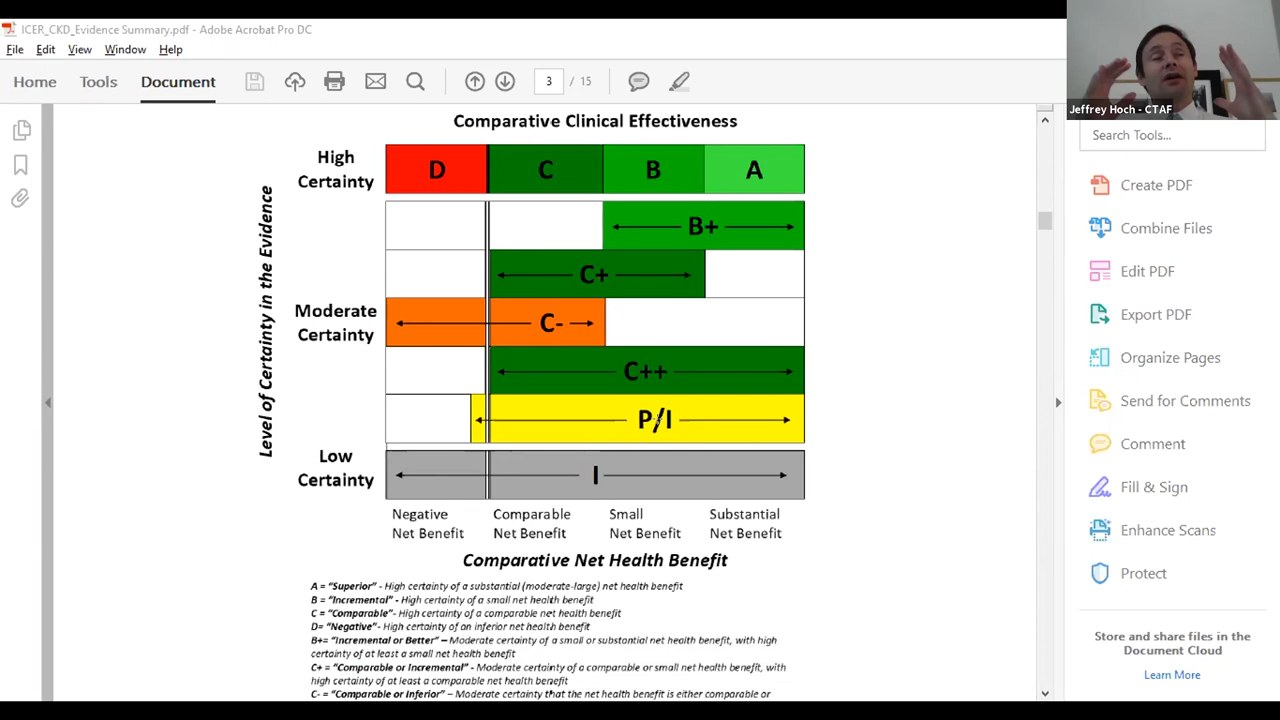 ICER_CKD_Evidence Summary.pdf - Adobe Acrobat Pro DC
File Edit View Window Help
Home Tools Document 3 / 15
Jeffrey Hoch - CTAF
Search Tools...
Create PDF
Combine Files
Edit PDF
Export PDF
Organize Pages
Send for Comments
Comment
Fill & Sign
Enhance Scans
Protect
Store and share files in the
Document Cloud
Learn More
Comparative Clinical Effectiveness
Level of Certainty in the Evidence
High
Certainty
D C B A
B+
C+
Moderate
Certainty
C-
C++
P/I
Low
Certainty
I
Negative
Net Benefit
Comparable
Net Benefit
Small
Net Benefit
Substantial
Net Benefit
Comparative Net Health Benefit
A = "Superior" - High certainty of a substantial (moderate-large) net health benefit
B = "Incremental" - High certainty of a small net health benefit
C = "Comparable"- High certainty of a comparable net health benefit
D= "Negative"- High certainty of an inferior net health benefit
B+= "Incremental or Better" – Moderate certainty of a small or substantial net health benefit, with high
certainty of at least a small net health benefit
C+ = "Comparable or Incremental" - Moderate certainty of a comparable or small net health benefit, with
high certainty of at least a comparable net health benefit
C- = "Comparable or Inferior" – Moderate certainty that the net health benefit is either comparable or